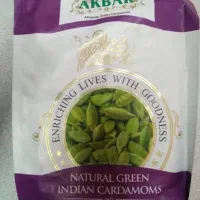 AKBAR
ENRICHING LIVES WITH GOODNESS
NATURAL GREEN
INDIAN CARDAMOMS